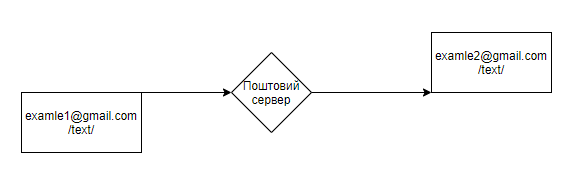 examle1@gmail.com
/text/
Поштовий
сервер
examle2@gmail.com
/text/